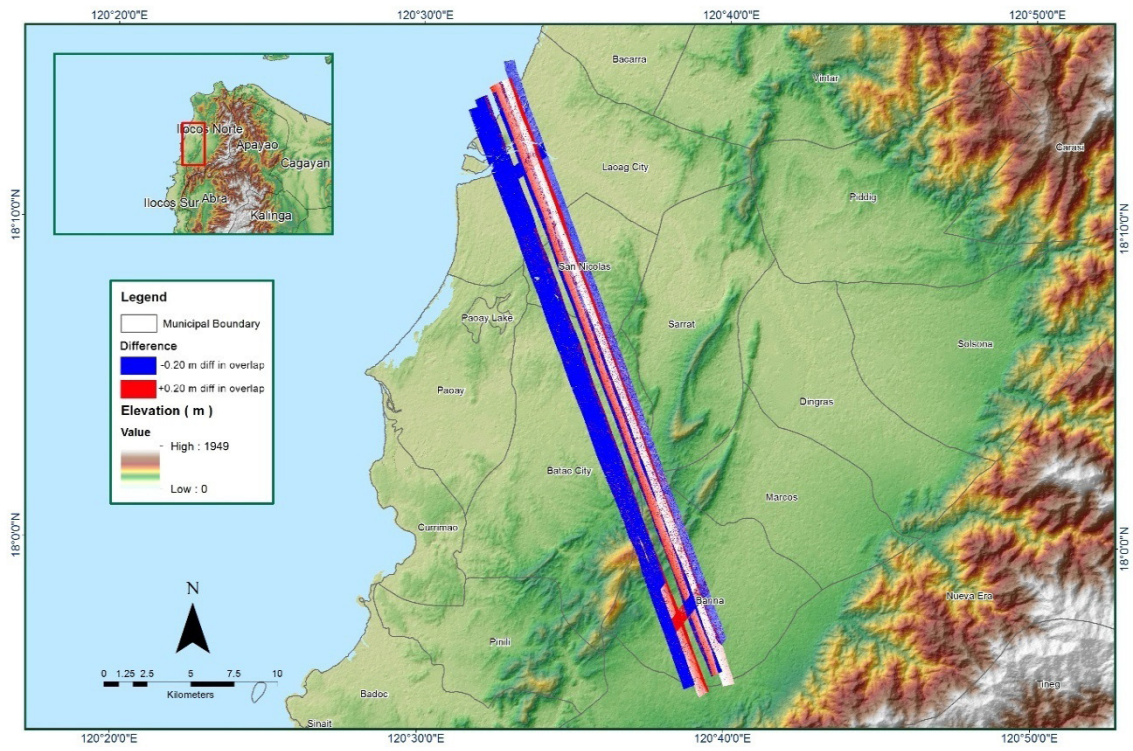 120°20'0"E 120°30'0"E 120°40'0"E 120°50'0"E
Bacarra
Vintar
Ilocos Norte
Apayao
Carasi
Cagayan
Laoag City
Ilocos Sur
Abra
Kalinga
Piddig
18°10'0"N
18°10'0"N
San Nicolas
Legend
Municipal Boundary
Paoay Lake
Sarrat
Solsona
Difference
-0.20 m diff in overlap
+0.20 m diff in overlap
Paoay
Dingras
Elevation ( m )
Value
High : 1949
Low : 0
Batac City
Marcos
Currimao
18°0'0"N
18°0'0"N
N
Banna
Nueva Era
Pinili
0 1.25 2.5 5 7.5 10
Kilometers
Badoc
Tineg
Sinait
120°20'0"E 120°30'0"E 120°40'0"E 120°50'0"E